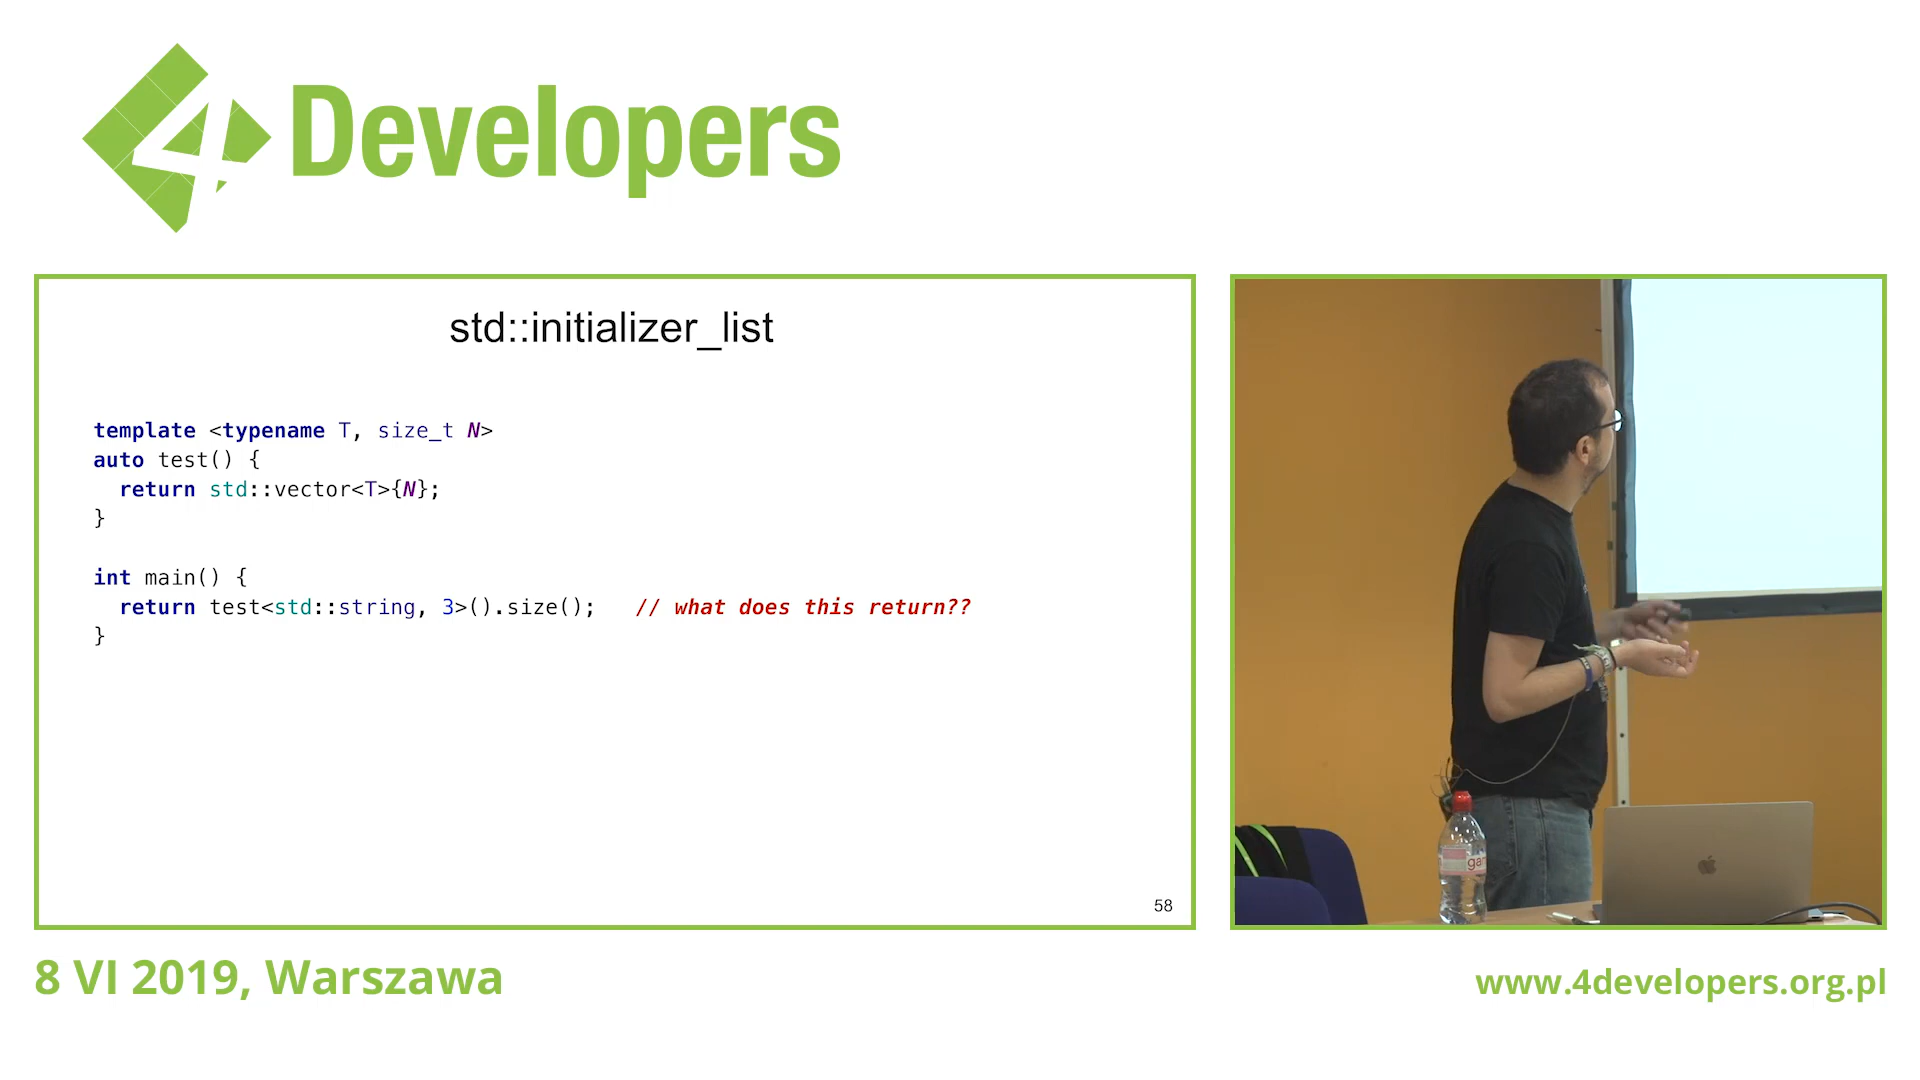 4Developers
std::initializer_list
template <typename T, size_t N>
auto test() {
  return std::vector<T>{N};
}
int main() {
  return test<std::string, 3>().size();   // what does this return??
}
58
8 VI 2019, Warszawa
www.4developers.org.pl